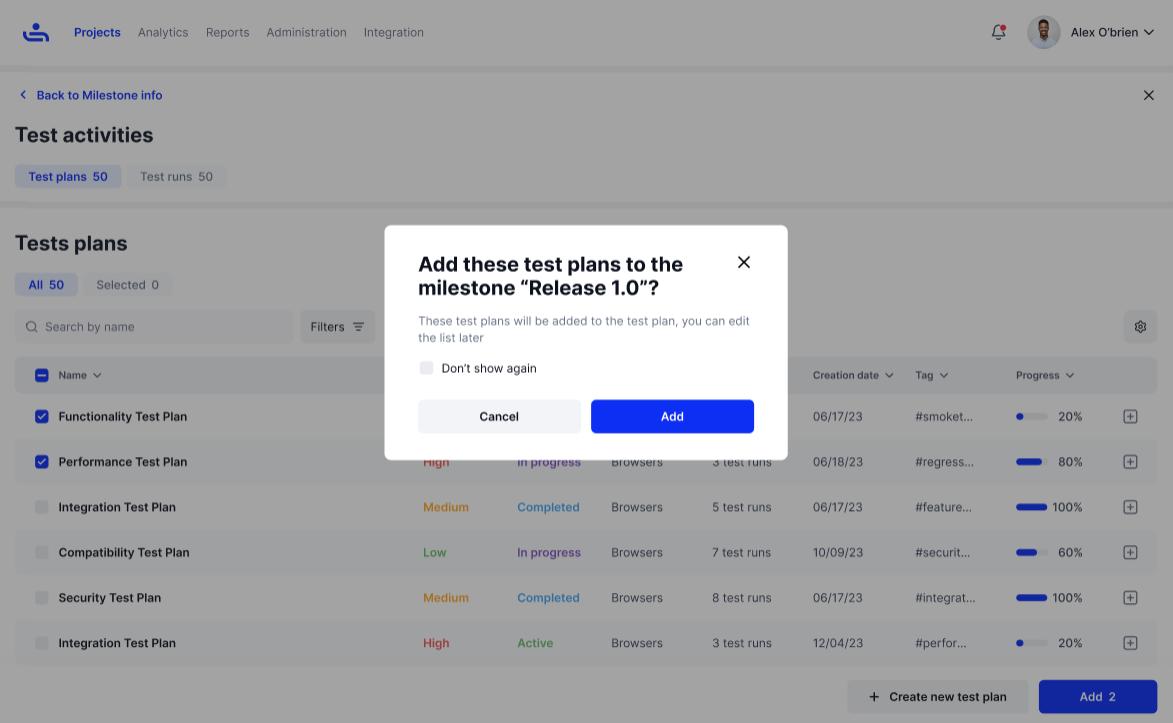 Projects Analytics Reports Administration Integration Alex O'brien
Back to Milestone info
Test activities
Test plans 50 Test runs 50
Tests plans
All 50 Selected 0
Search by name Filters
Add these test plans to the
milestone “Release 1.0”?
These test plans will be added to the test plan, you can edit
the list later
Don't show again
Cancel Add
Name Creation date Tag Progress
Functionality Test Plan 06/17/23 #smoket... 20%
Performance Test Plan High In progress Browsers 3 test runs 06/18/23 #regress... 80%
Integration Test Plan Medium Completed Browsers 5 test runs 06/17/23 #feature... 100%
Compatibility Test Plan Low In progress Browsers 7 test runs 10/09/23 #securit... 60%
Security Test Plan Medium Completed Browsers 8 test runs 06/17/23 #integrat... 100%
Integration Test Plan High Active Browsers 3 test runs 12/04/23 #perfor... 20%
Create new test plan Add 2